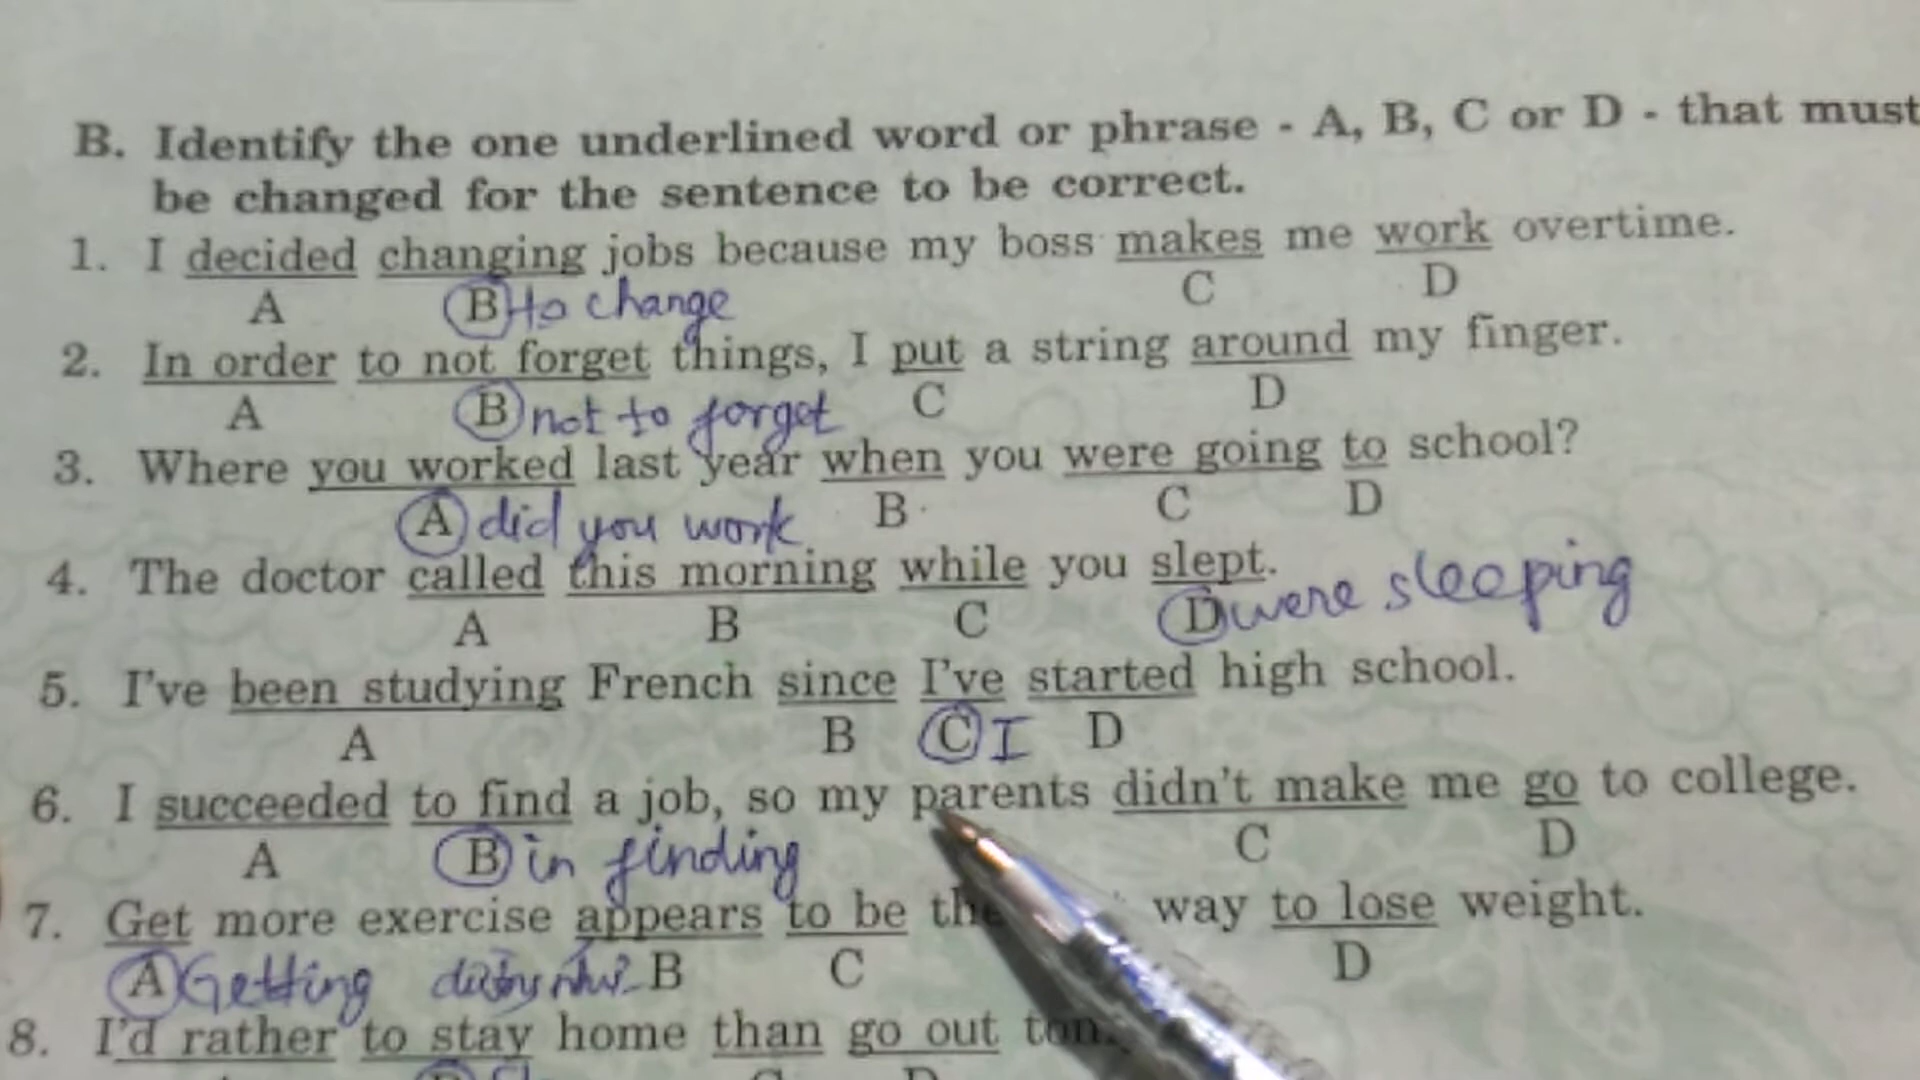 B. Identify the one underlined word or phrase - A, B, C or D - that must
be changed for the sentence to be correct.
1. I decided changing jobs because my boss makes me work overtime.
A B to change C D
2. In order to not forget things, I put a string around my finger.
A B not to forget C D
3. Where you worked last year when you were going to school?
A did you work B C D
4. The doctor called this morning while you slept.
A B C D were sleeping
5. I've been studying French since I've started high school.
A B C I D
6. I succeeded to find a job, so my parents didn't make me go to college.
A B in finding C D
7. Get more exercise appears to be way to lose weight.
A Getting B C D
8. I'd rather to stay home than go out